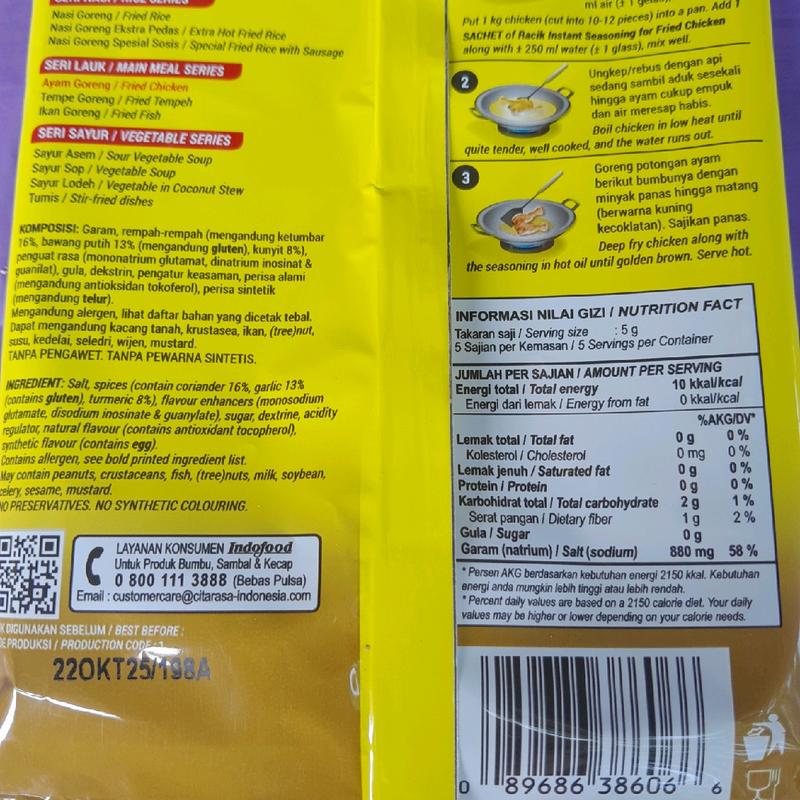 Nasi Goreng / Fried Rice
Nasi Goreng Ekstra Pedas / Extra Hot Fried Rice
Nasi Goreng Spesial Sosis / Special Fried Rice with Sausage
SERI LAUK / MAIN MEAL SERIES
Ayam Goreng / Fried Chicken
Tempe Goreng / Fried Tempeh
Ikan Goreng / Fried Fish
SERI SAYUR / VEGETABLE SERIES
Sayur Asem / Sour Vegetable Soup
Sayur Sop / Vegetable Soup
Sayur Lodeh / Vegetable in Coconut Stew
Tumis / Stir-fried dishes
KOMPOSISI: Garam, rempah-rempah (mengandung ketumbar
16%, bawang putih 13% (mengandung gluten), kunyit 8%),
penguat rasa (mononatrium glutamat, dinatrium inosinat &
guanilat), gula, dekstrin, pengatur keasaman, perisa alami
(mengandung antioksidan tokoferol), perisa sintetik
(mengandung telur).
Mengandung alergen, lihat daftar bahan yang dicetak tebal.
Dapat mengandung kacang tanah, krustasea, ikan, (tree)nut,
susu, kedelai, seledri, wijen, mustard.
TANPA PENGAWET. TANPA PEWARNA SINTETIS.
INGREDIENT: Salt, spices (contain coriander 16%, garlic 13%
(contains gluten), turmeric 8%), flavour enhancers (monosodium
glutamate, disodium inosinate & guanylate), sugar, dextrine, acidity
regulator, natural flavour (contains antioxidant tocopherol),
synthetic flavour (contains egg).
Contains allergen, see bold printed ingredient list.
May contain peanuts, crustaceans, fish, (tree)nuts, milk, soybean,
celery, sesame, mustard.
NO PRESERVATIVES. NO SYNTHETIC COLOURING.
LAYANAN KONSUMEN Indofood
Untuk Produk Bumbu, Sambal & Kecap
0 800 111 3888 (Bebas Pulsa)
Email : customercare@citarasa-indonesia.com
DIGUNAKAN SEBELUM / BEST BEFORE :
PRODUKSI / PRODUCTION CODE :
22OKT25/198A
ml air (± 1
Put 1 kg chicken (cut into 10-12 pieces) into a pan. Add 1
SACHET of Racik Instant Seasoning for Fried Chicken
along with ± 250 ml water (± 1 glass), mix well.
2
Ungkep/rebus dengan api
sedang sambil aduk sesekali
hingga ayam cukup empuk
dan air meresap habis.
Boil chicken in low heat until
quite tender, well cooked, and the water runs out.
3
Goreng potongan ayam
berikut bumbunya dengan
minyak panas hingga matang
(berwarna kuning
kecoklatan). Sajikan panas.
Deep fry chicken along with
the seasoning in hot oil until golden brown. Serve hot.
INFORMASI NILAI GIZI / NUTRITION FACT
Takaran saji / Serving size : 5 g
5 Sajian per Kemasan / 5 Servings per Container
JUMLAH PER SAJIAN / AMOUNT PER SERVING
Energi total / Total energy 10 kkal/kcal
Energi dari lemak / Energy from fat 0 kkal/kcal
%AKG/DV*
Lemak total / Total fat 0 g 0 %
Kolesterol / Cholesterol 0 mg 0 %
Lemak jenuh / Saturated fat 0 g 0 %
Protein / Protein 0 g 0 %
Karbohidrat total / Total carbohydrate 2 g 1 %
Serat pangan / Dietary fiber 1 g 2 %
Gula / Sugar 0 g
Garam (natrium) / Salt (sodium) 880 mg 58 %
* Persen AKG berdasarkan kebutuhan energi 2150 kkal. Kebutuhan
energi anda mungkin lebih tinggi atau lebih rendah.
* Percent daily values are based on a 2150 calorie diet. Your daily
values may be higher or lower depending on your calorie needs.
0 89686 38606 6